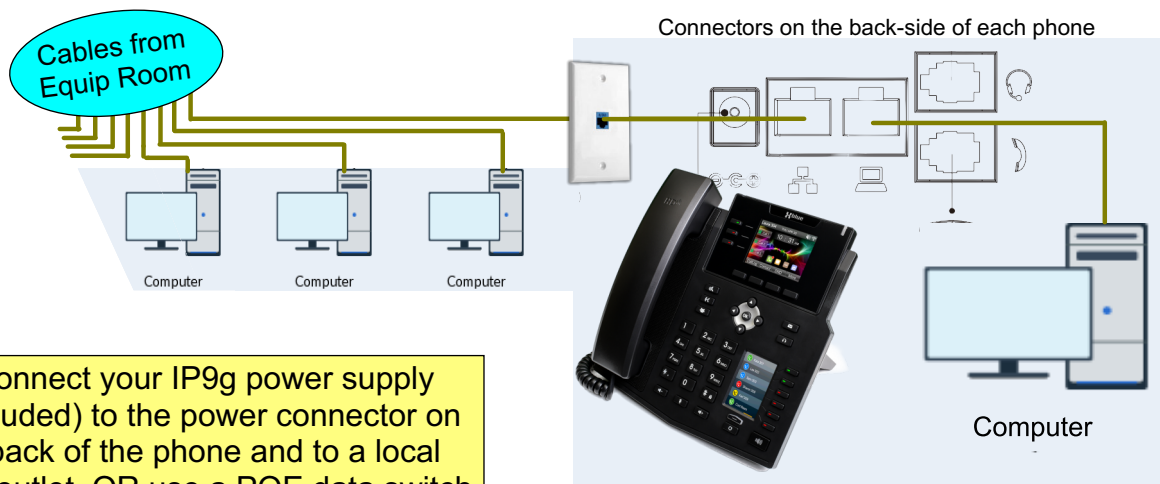 Connectors on the back-side of each phone
Cables from
Equip Room
Computer
Computer
Computer
Computer
onnect your IP9g power supply
uded) to the power connector on
back of the phone and to a local
outlet, OR use a POE data switch